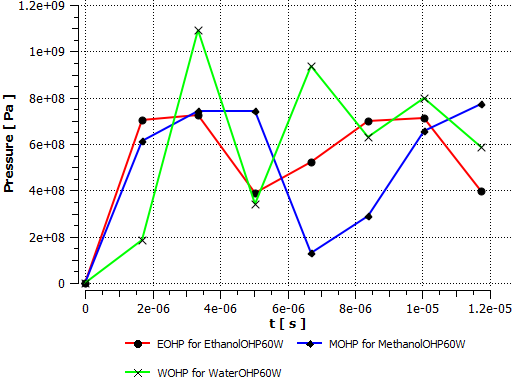 1.2e+09
1e+09
8e+08
6e+08
4e+08
2e+08
0
Pressure [ Pa ]
0 2e-06 4e-06 6e-06 8e-06 1e-05 1.2e-05
t [ s ]
EOHP for EthanolOHP60W MOHP for MethanolOHP60W
WOHP for WaterOHP60W